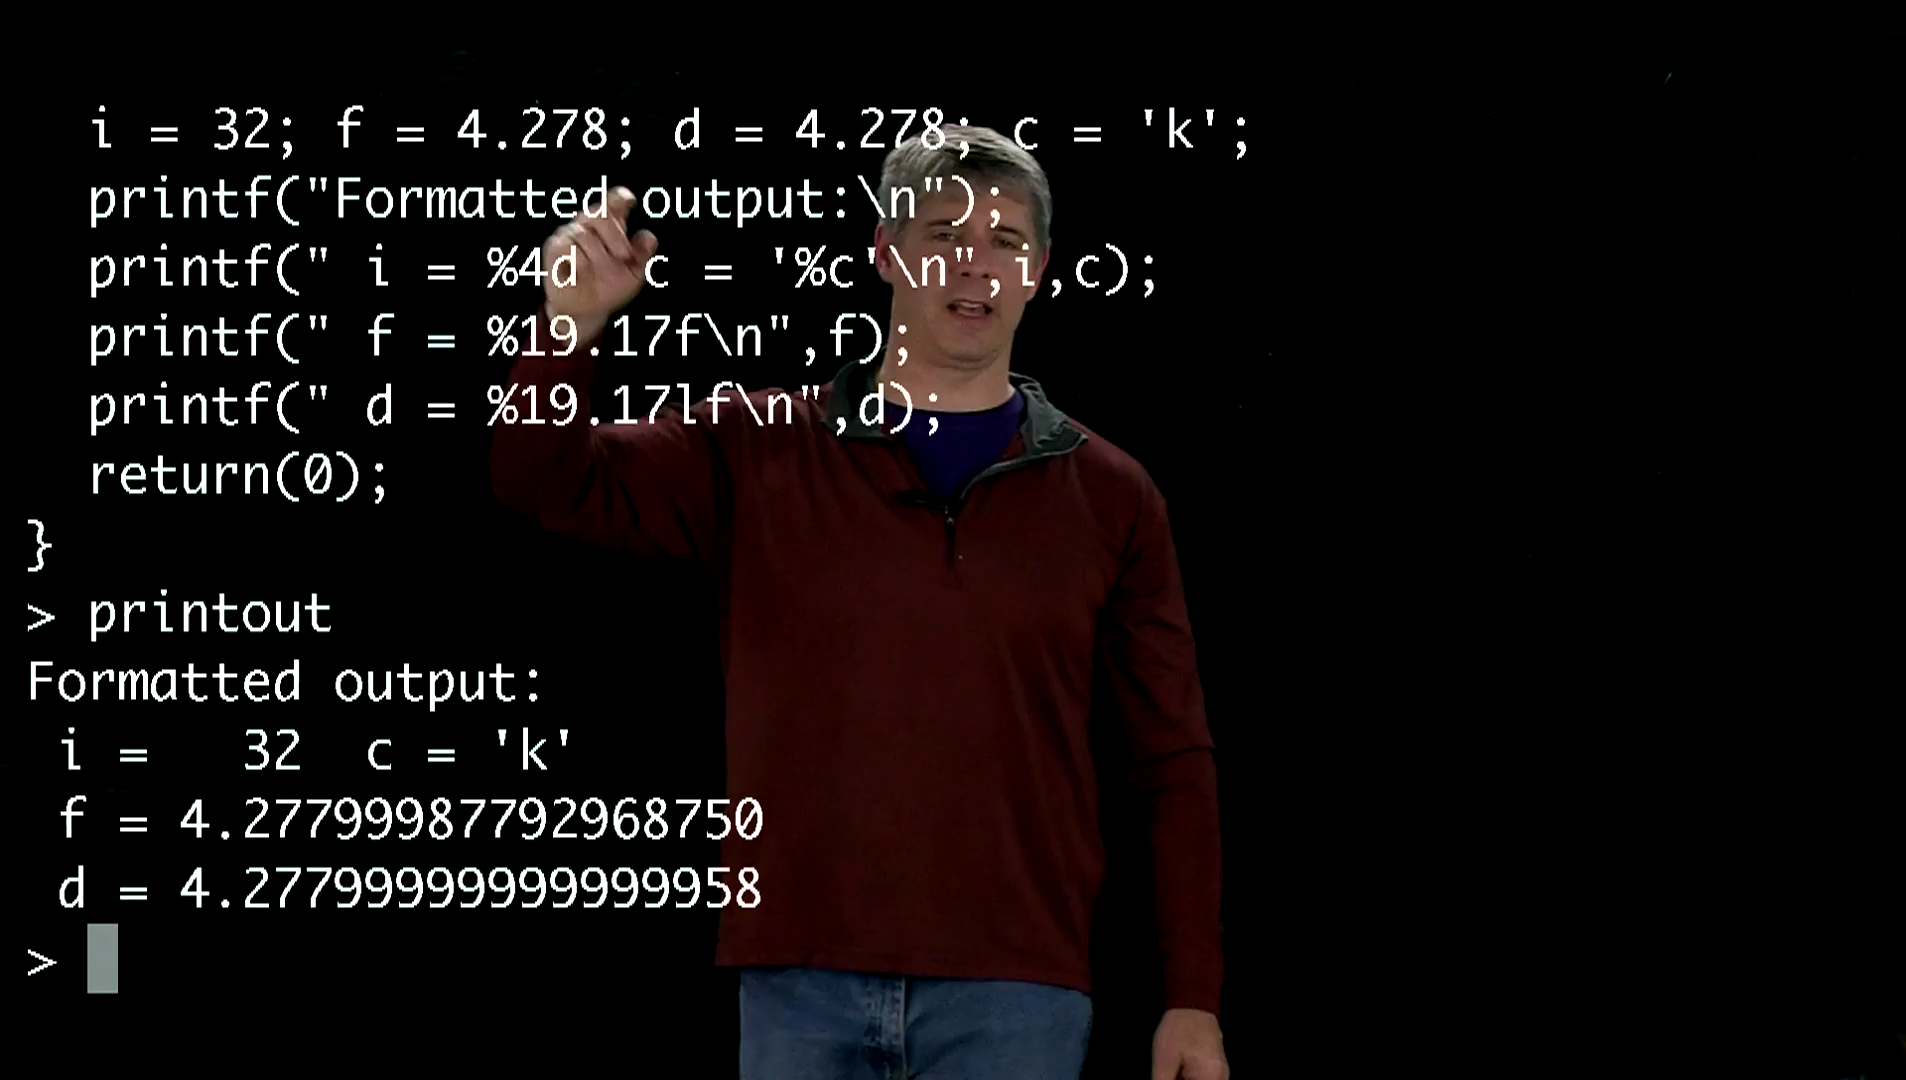 i = 32; f = 4.278; d = 4.278; c = 'k';
printf("Formatted output:\n");
printf(" i = %4d  c = '%c'\n",i,c);
printf(" f = %19.17f\n",f);
printf(" d = %19.17lf\n",d);
return(0);
}
> printout
Formatted output:
i =   32  c = 'k'
f = 4.27799987792968750
d = 4.27799999999999958
>